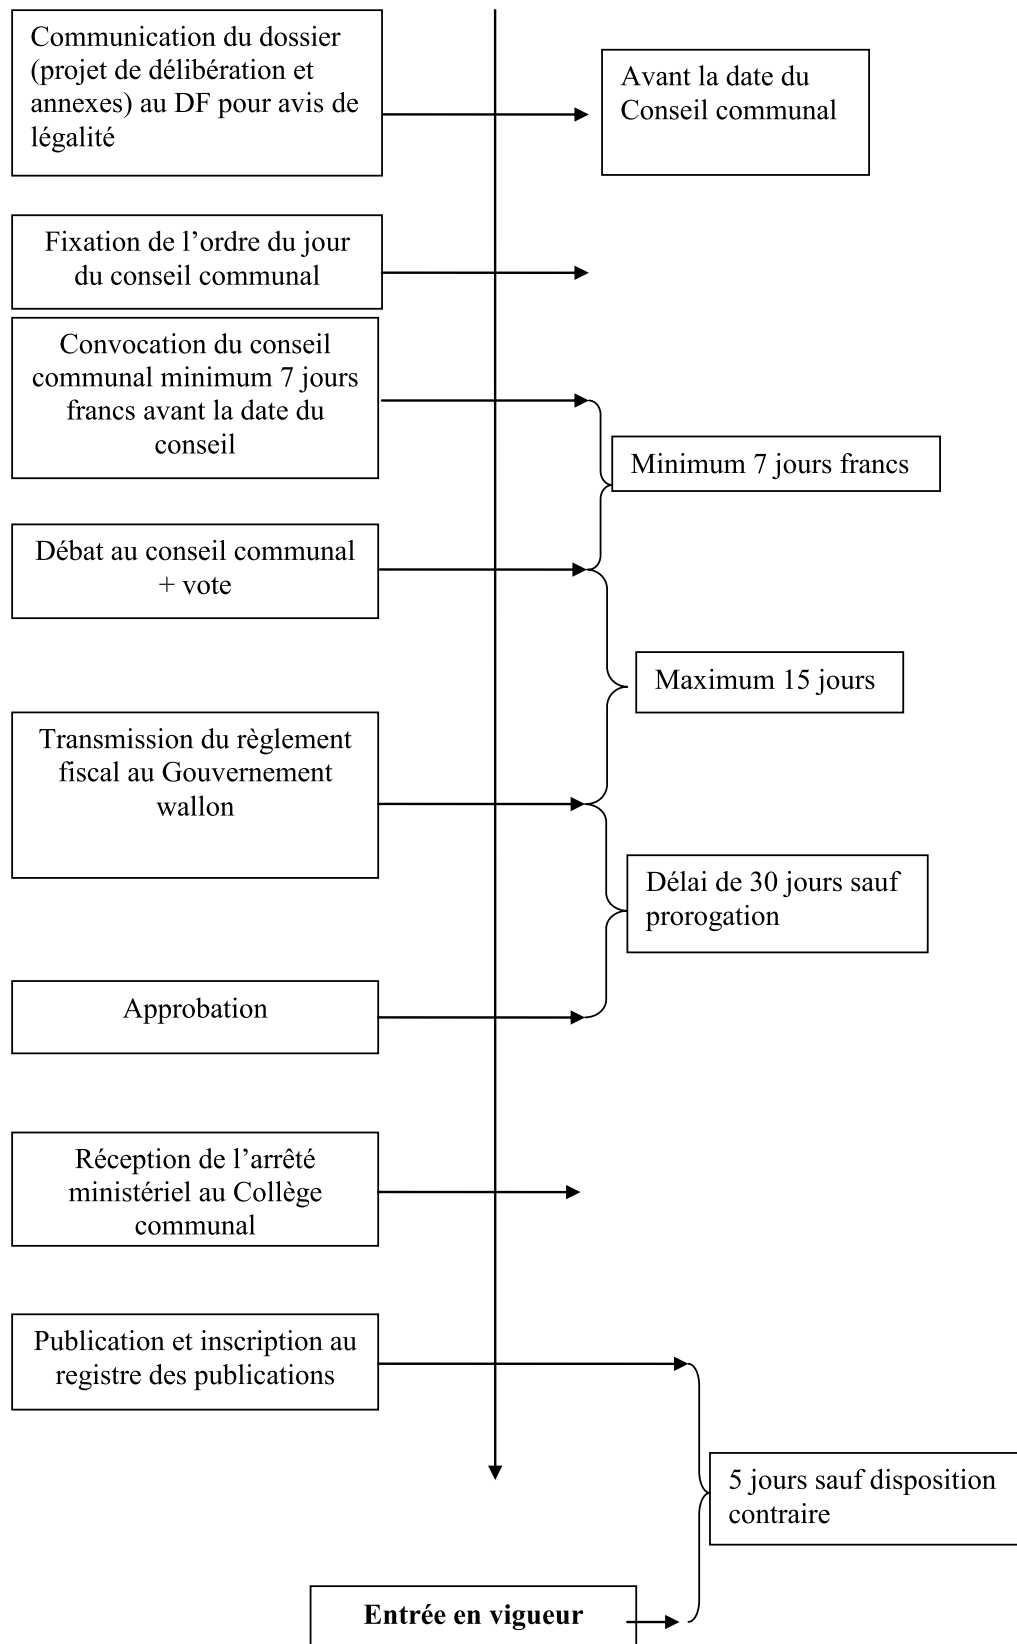 Communication du dossier
(projet de délibération et
annexes) au DF pour avis de
légalité
Avant la date du
Conseil communal
Fixation de l’ordre du jour
du conseil communal
Convocation du conseil
communal minimum 7 jours
francs avant la date du
conseil
Minimum 7 jours francs
Débat au conseil communal
+ vote
Maximum 15 jours
Transmission du règlement
fiscal au Gouvernement
wallon
Délai de 30 jours sauf
prorogation
Approbation
Réception de l’arrêté
ministériel au Collège
communal
Publication et inscription au
registre des publications
5 jours sauf disposition
contraire
Entrée en vigueur